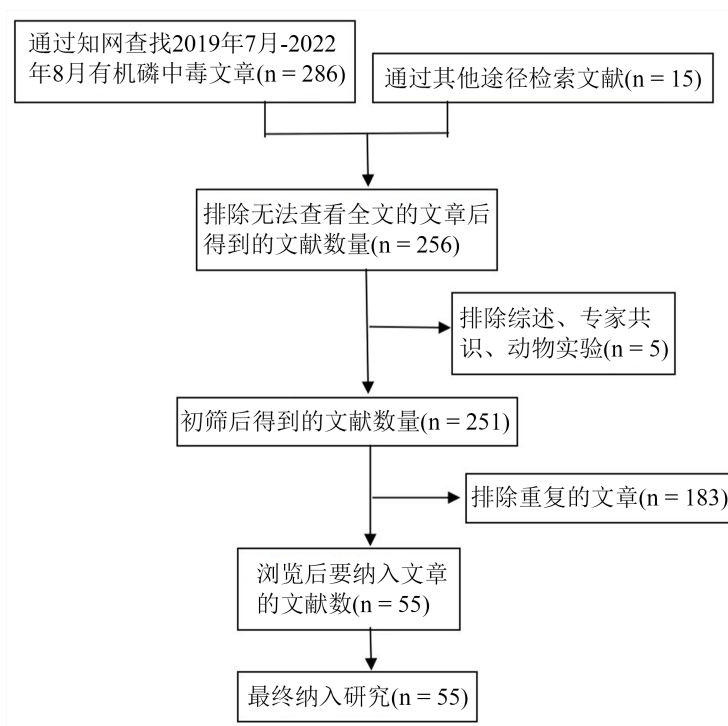 通过知网查找2019年7月-2022
年8月有机磷中毒文章(n = 286)
通过其他途径检索文献(n = 15)
排除无法查看全文的文章后
得到的文献数量(n = 256)
排除综述、专家共
识、动物实验(n = 5)
初筛后得到的文献数量(n = 251)
排除重复的文章(n = 183)
浏览后要纳入文章
的文献数(n = 55)
最终纳入研究(n = 55)